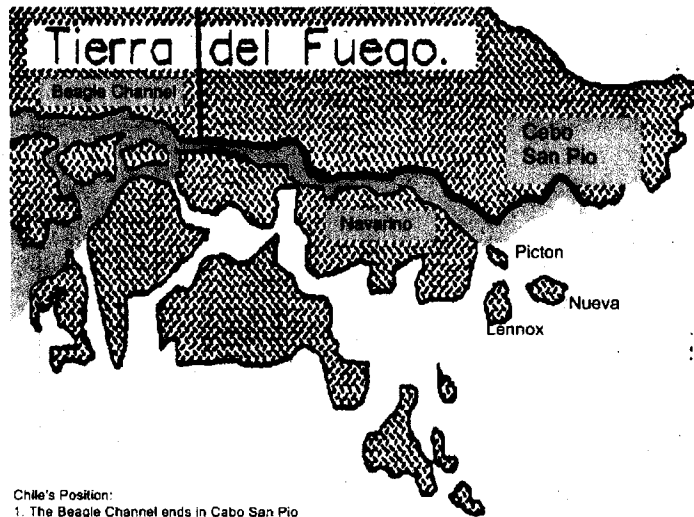 Tierra del Fuego.
Beagle Channel
Cabo
San Pio
Navarino
Picton
Nueva
Lennox
Chile's Position:
1. The Beagle Channel ends in Cabo San Pio